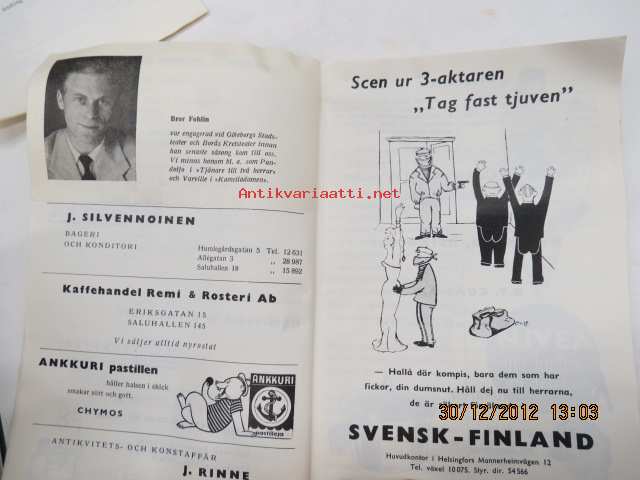 Bror Fohlin
var engagerad vid Göteborgs Stads-
teater och Borås Kretsteater innan
han senaste säsong kom till oss.
Vi minns honom bl. a. som Pan-
dolfo i »Tjänare till två herrar»
och Varville i »Kameliadamen».
J. SILVENNOINEN
BAGERI
OCH KONDITORI
Humlegårdsgatan 5 Tel. 12 631
Allégatan 3 „ 28 987
Saluhallen 18 „ 15 892
Kaffehandel Remi & Rosteri Ab
ERIKSGATAN 15
SALUHALLEN 145
Vi säljer alltid nyrostat
ANKKURI pastillen
håller halsen i skick
smakar sött och gott.
CHYMOS
ANKKURI
pastilleja
ANTIKVITETS- OCH KONSTAFFÄR
J. RINNE
Scen ur 3-aktaren
„Tag fast tjuven”
— Hallå där kompis, bara dem som har
fickor, din dumsnut. Håll dej nu till herrarna,
de är
SVENSK-FINLAND
Huvudkontor i Helsingfors Mannerheimvägen 12
Tel. växel 10 075. Styr. dir. 54 566
Antikvariaatti.net
30/12/2012 13:03